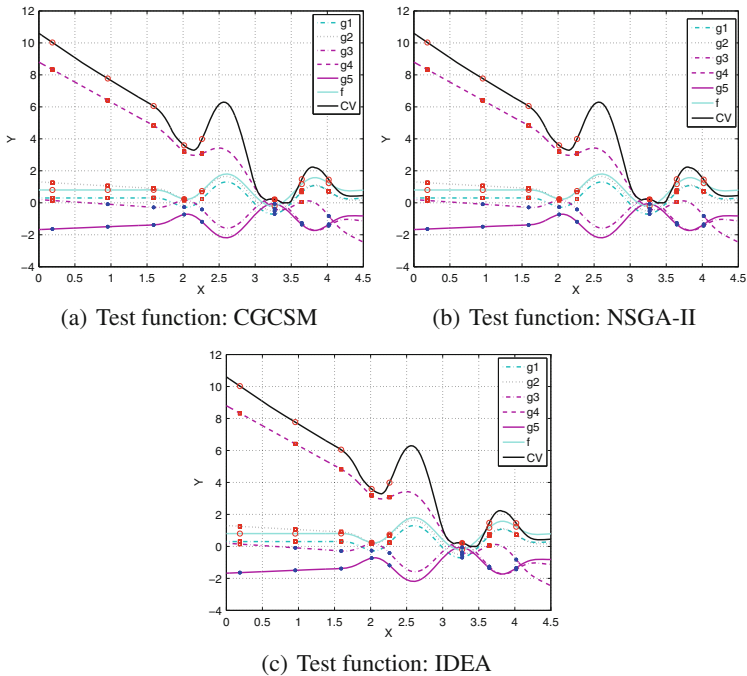 12
10
8
6
4
2
0
−2
−4
Y
0 0.5 1 1.5 2 2.5 3 3.5 4 4.5
X
g1
g2
g3
g4
g5
f
CV
(a) Test function: CGCSM
12
10
8
6
4
2
0
−2
−4
Y
0 0.5 1 1.5 2 2.5 3 3.5 4 4.5
X
g1
g2
g3
g4
g5
f
CV
(b) Test function: NSGA-II
12
10
8
6
4
2
0
−2
−4
Y
0 0.5 1 1.5 2 2.5 3 3.5 4 4.5
X
g1
g2
g3
g4
g5
f
CV
(c) Test function: IDEA